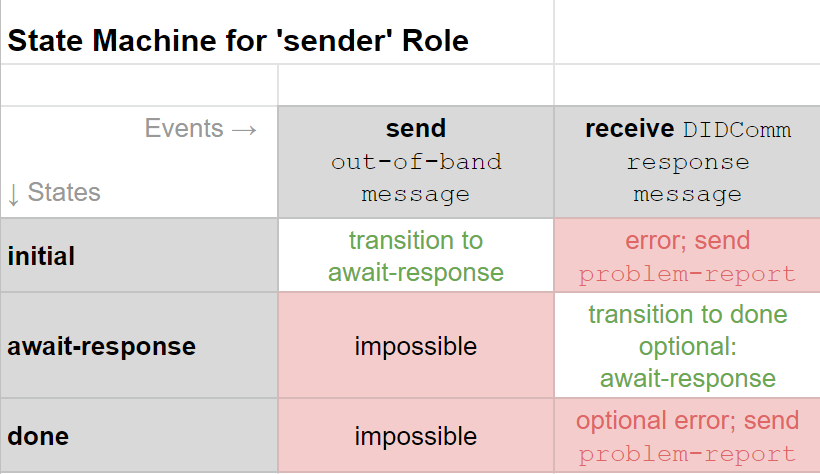 State Machine for 'sender' Role
Events →
↓ States
send
out-of-band
message
receive DIDComm
response
message
initial
transition to
await-response
error; send
problem-report
await-response
impossible
transition to done
optional:
await-response
done
impossible
optional error; send
problem-report